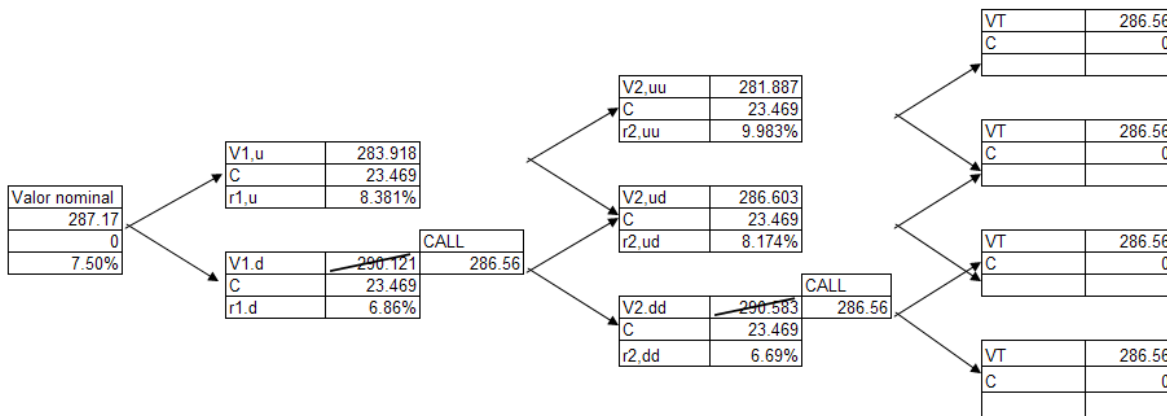 Valor nominal
287.17
0
7.50%
V1,u 283.918
C 23.469
r1,u 8.381%
CALL
V1.d 290.121 286.56
C 23.469
r1.d 6.86%
V2,uu 281.887
C 23.469
r2,uu 9.983%
V2,ud 286.603
C 23.469
r2,ud 8.174%
CALL
V2.dd 290.583 286.56
C 23.469
r2,dd 6.69%
VT 286.56
C 0
VT 286.56
C 0
VT 286.56
C 0
VT 286.56
C 0